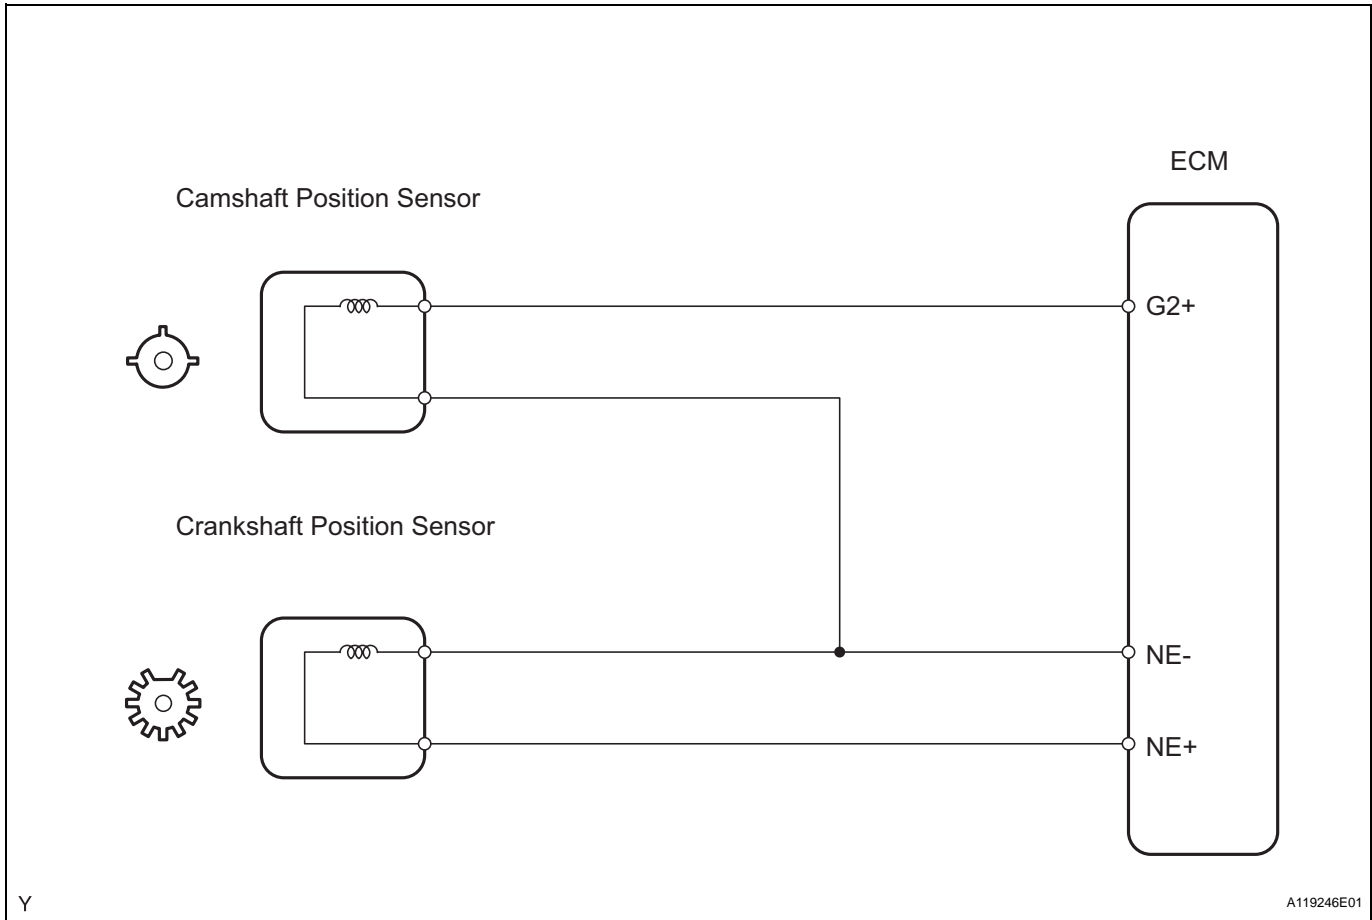 ECM
Camshaft Position Sensor
G2+
Crankshaft Position Sensor
NE-
NE+
Y
A119246E01